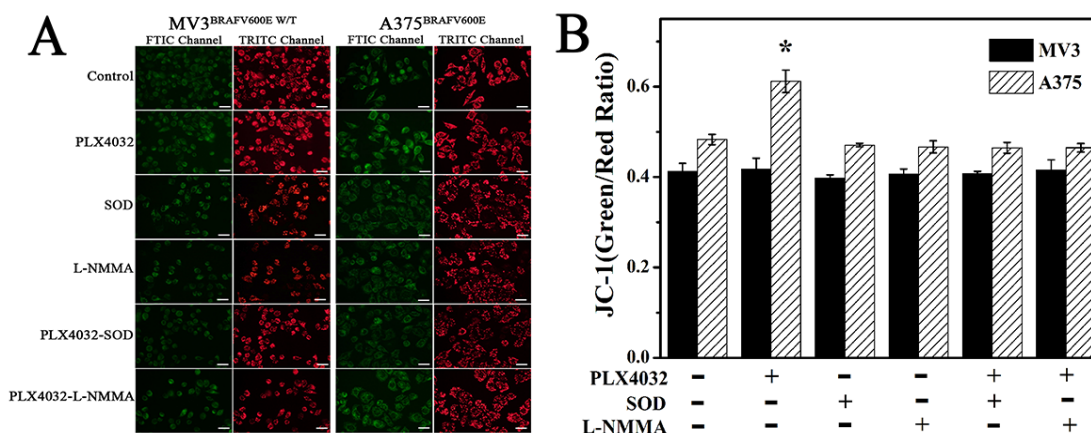 A
MV3BRAFV600E W/T
A375BRAFV600E
FTIC Channel TRITC Channel FTIC Channel TRITC Channel
Control
PLX4032
SOD
L-NMMA
PLX4032-SOD
PLX4032-L-NMMA
B
*
MV3
A375
JC-1(Green/Red Ratio)
0.6
0.4
0.2
0.0
PLX4032 - + - - + +
SOD - - + - + -
L-NMMA - - - + - +